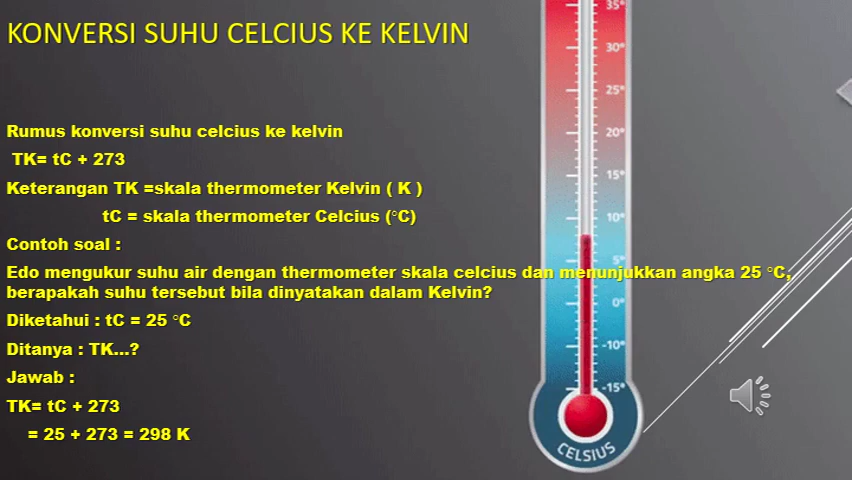 KONVERSI SUHU CELCIUS KE KELVIN
Rumus konversi suhu celcius ke kelvin
TK= tC + 273
Keterangan TK =skala thermometer Kelvin ( K )
tC = skala thermometer Celcius (°C)
Contoh soal :
Edo mengukur suhu air dengan thermometer skala celcius dan menunjukkan angka 25 °C,
berapakah suhu tersebut bila dinyatakan dalam Kelvin?
Diketahui : tC = 25 °C
Ditanya : TK...?
Jawab :
TK= tC + 273
= 25 + 273 = 298 K
35°
30°
25°
20°
15°
10°
5°
0°
-10°
-15°
CELSIUS